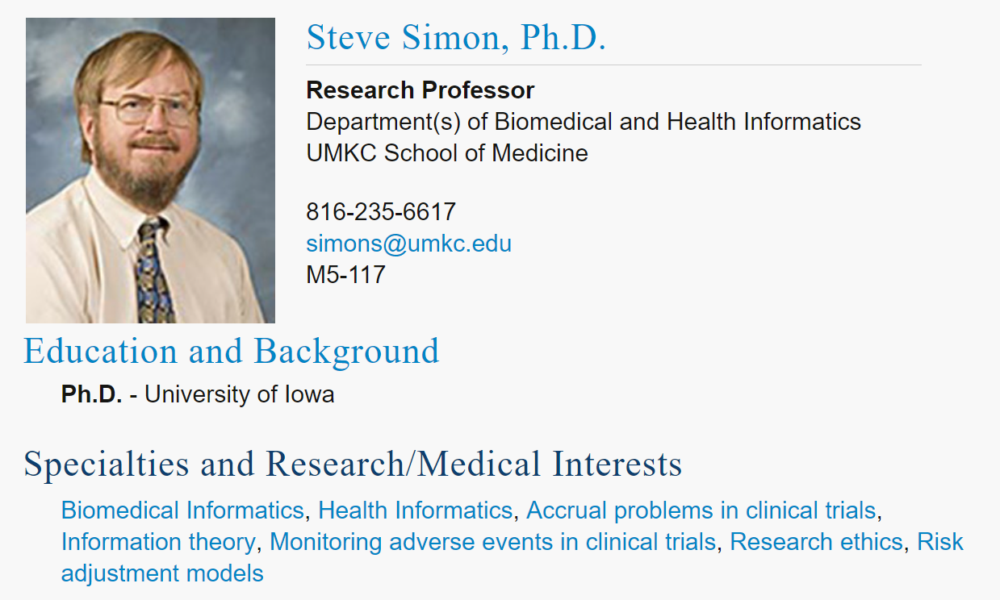 Steve Simon, Ph.D.
Research Professor
Department(s) of Biomedical and Health Informatics
UMKC School of Medicine
816-235-6617
simons@umkc.edu
M5-117
Education and Background
Ph.D. - University of Iowa
Specialties and Research/Medical Interests
Biomedical Informatics, Health Informatics, Accrual problems in clinical trials,
Information theory, Monitoring adverse events in clinical trials, Research ethics, Risk
adjustment models